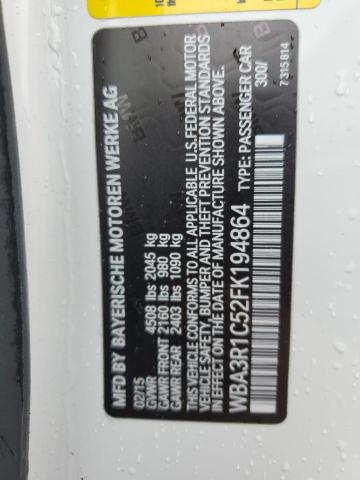 MFD BY BAYERISCHE MOTOREN WERKE AG
02/15
GVWR 4508 lbs 2045 kg
GAWR FRONT 2160 lbs 980 kg
GAWR REAR 2403 lbs 1090 kg
THIS VEHICLE CONFORMS TO ALL APPLICABLE U.S. FEDERAL MOTOR
VEHICLE SAFETY, BUMPER AND THEFT PREVENTION STANDARDS
IN EFFECT ON THE DATE OF MANUFACTURE SHOWN ABOVE.
WBA3R1C52FK194864 TYPE: PASSENGER CAR
300/
7 315 814